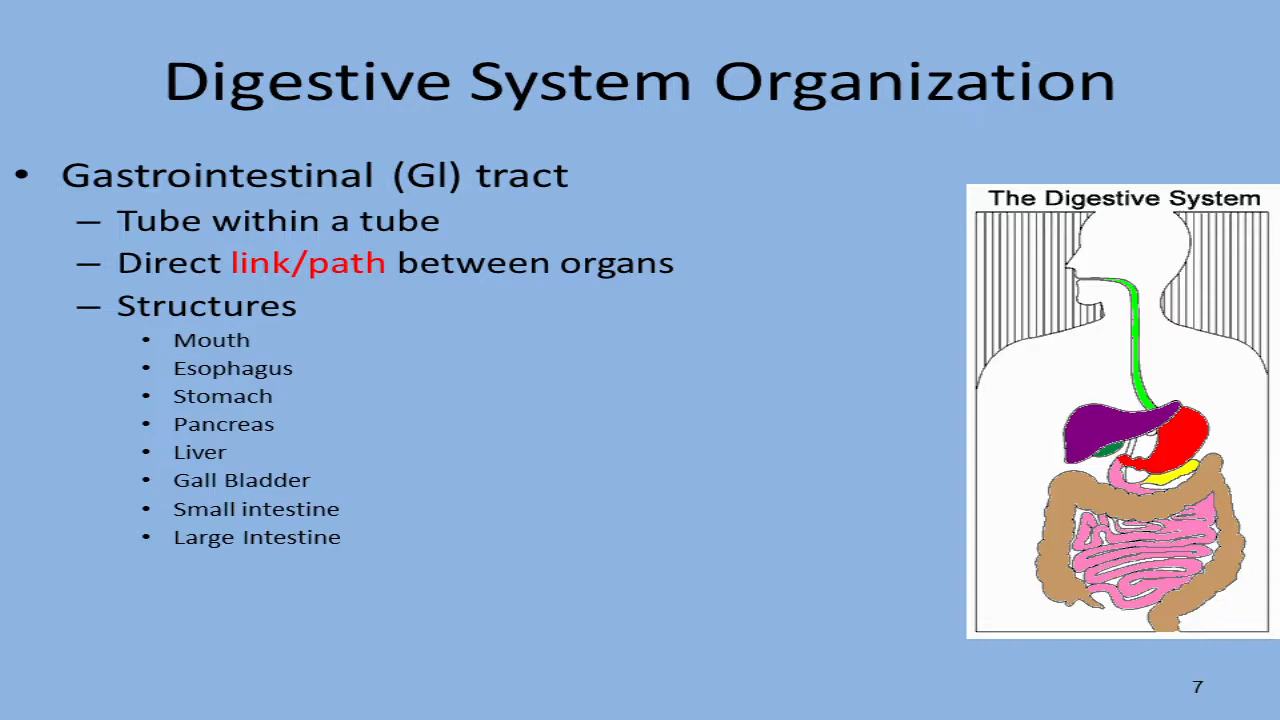 Digestive System Organization
• Gastrointestinal (Gl) tract
– Tube within a tube
– Direct link/path between organs
– Structures
• Mouth
• Esophagus
• Stomach
• Pancreas
• Liver
• Gall Bladder
• Small intestine
• Large Intestine
The Digestive System
7